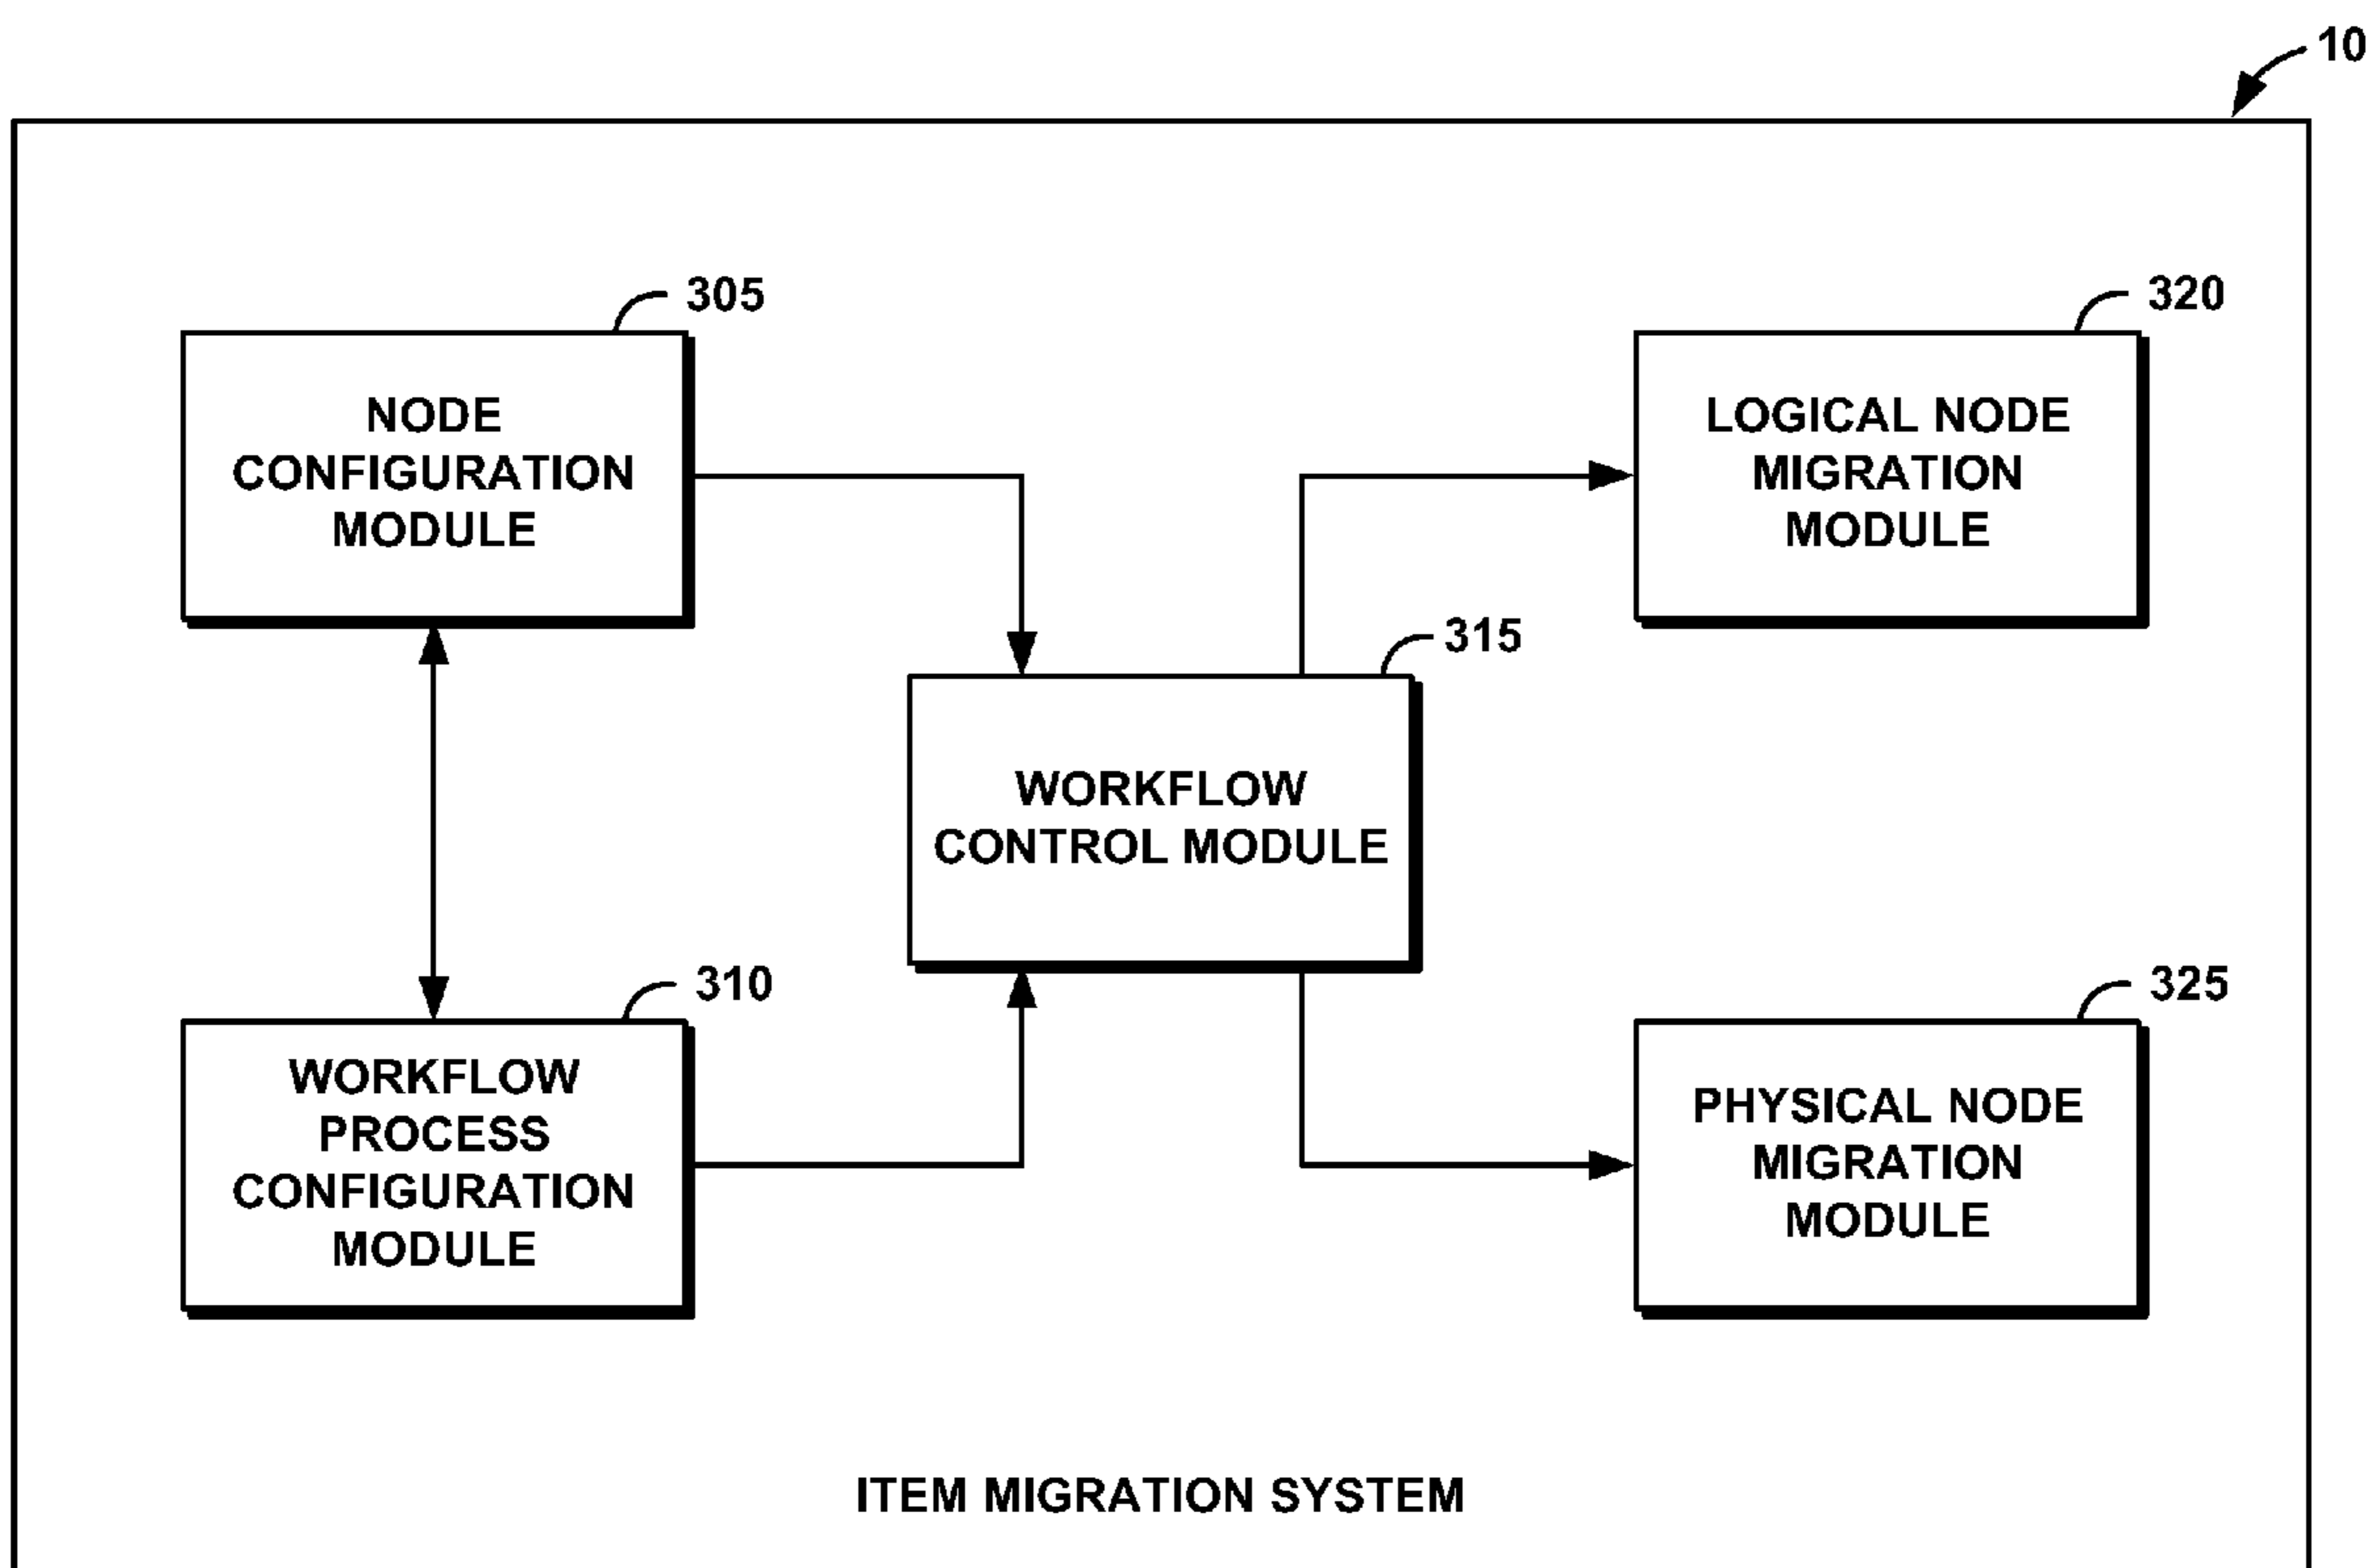 10
305
NODE
CONFIGURATION
MODULE
320
LOGICAL NODE
MIGRATION
MODULE
315
WORKFLOW
CONTROL MODULE
310
WORKFLOW
PROCESS
CONFIGURATION
MODULE
325
PHYSICAL NODE
MIGRATION
MODULE
ITEM MIGRATION SYSTEM